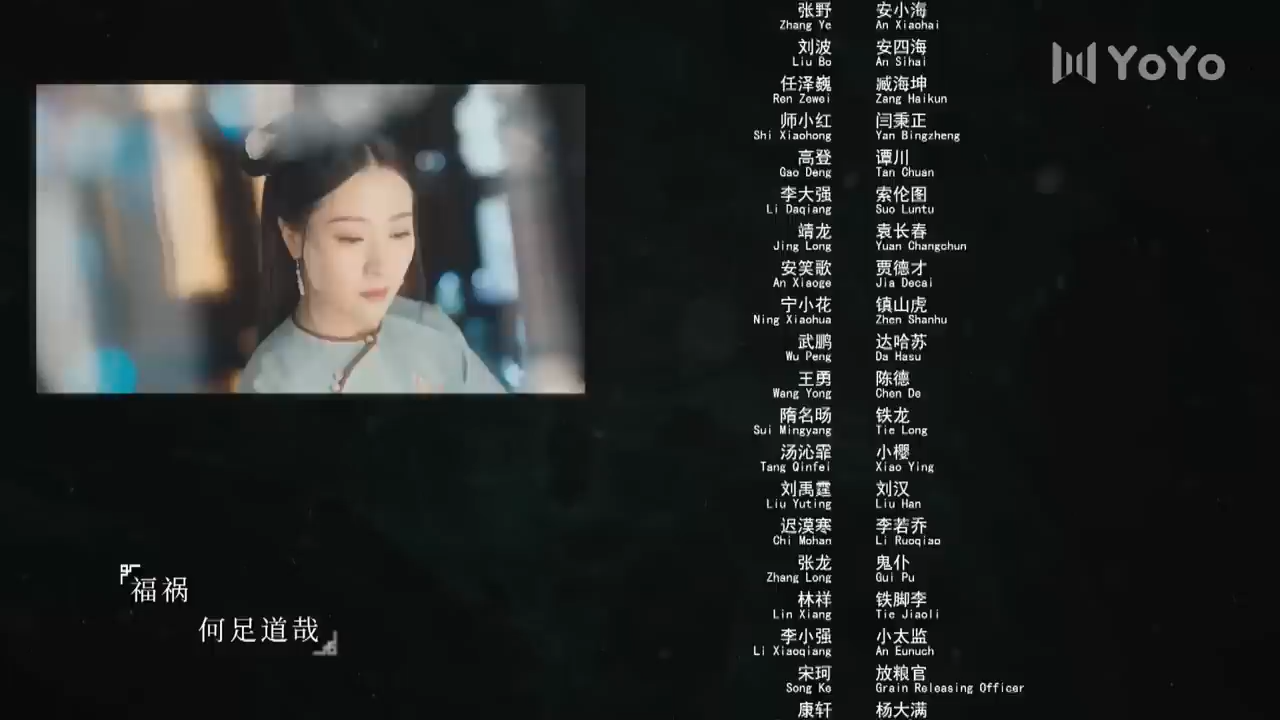 YoYo
张野 安小海
Zhang Ye An Xiaohai
刘波 安四海
Liu Bo An Sihai
任泽巍 臧海坤
Ren Zewei Zang Haikun
师小红 闫秉正
Shi Xiaohong Yan Bingzheng
高登 谭川
Gao Deng Tan Chuan
李大强 索伦图
Li Daqiang Suo Luntu
靖龙 袁长春
Jing Long Yuan Changchun
安笑歌 贾德才
An Xiaoge Jia Decai
宁小花 镇山虎
Ning Xiaohua Zhen Shanhu
武鹏 达哈苏
Wu Peng Da Hasu
王勇 陈德
Wang Yong Chen De
隋名旸 铁龙
Sui Mingyang Tie Long
汤沁霏 小樱
Tang Qinfei Xiao Ying
刘禹霆 刘汉
Liu Yuting Liu Han
迟漠寒 李若乔
Chi Mohan Li Ruoqiao
张龙 鬼仆
Zhang Long Gui Pu
林祥 铁脚李
Lin Xiang Tie Jiaoli
李小强 小太监
Li Xiaoqiang An Eunuch
宋珂 放粮官
Song Ke Grain Releasing Officer
康轩 杨大满
福祸
何足道哉